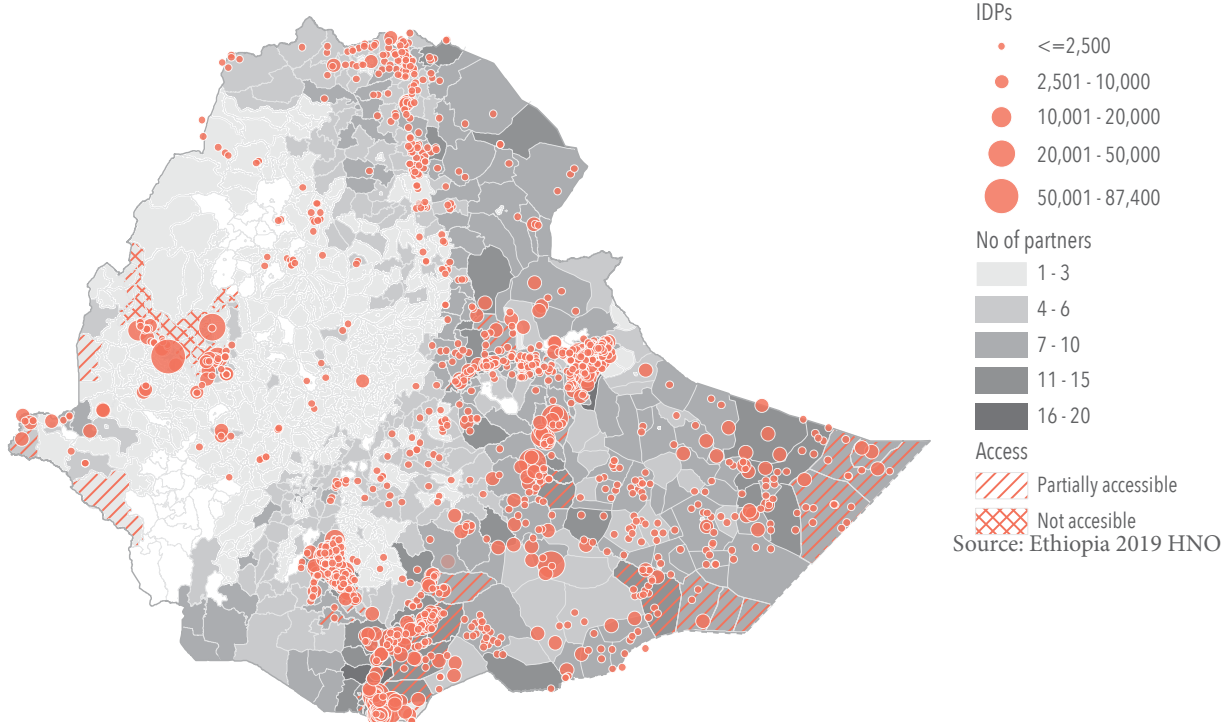 IDPs
<=2,500
2,501 - 10,000
10,001 - 20,000
20,001 - 50,000
50,001 - 87,400
No of partners
1 - 3
4 - 6
7 - 10
11 - 15
16 - 20
Access
Partially accessible
Not accesible
Source: Ethiopia 2019 HNO